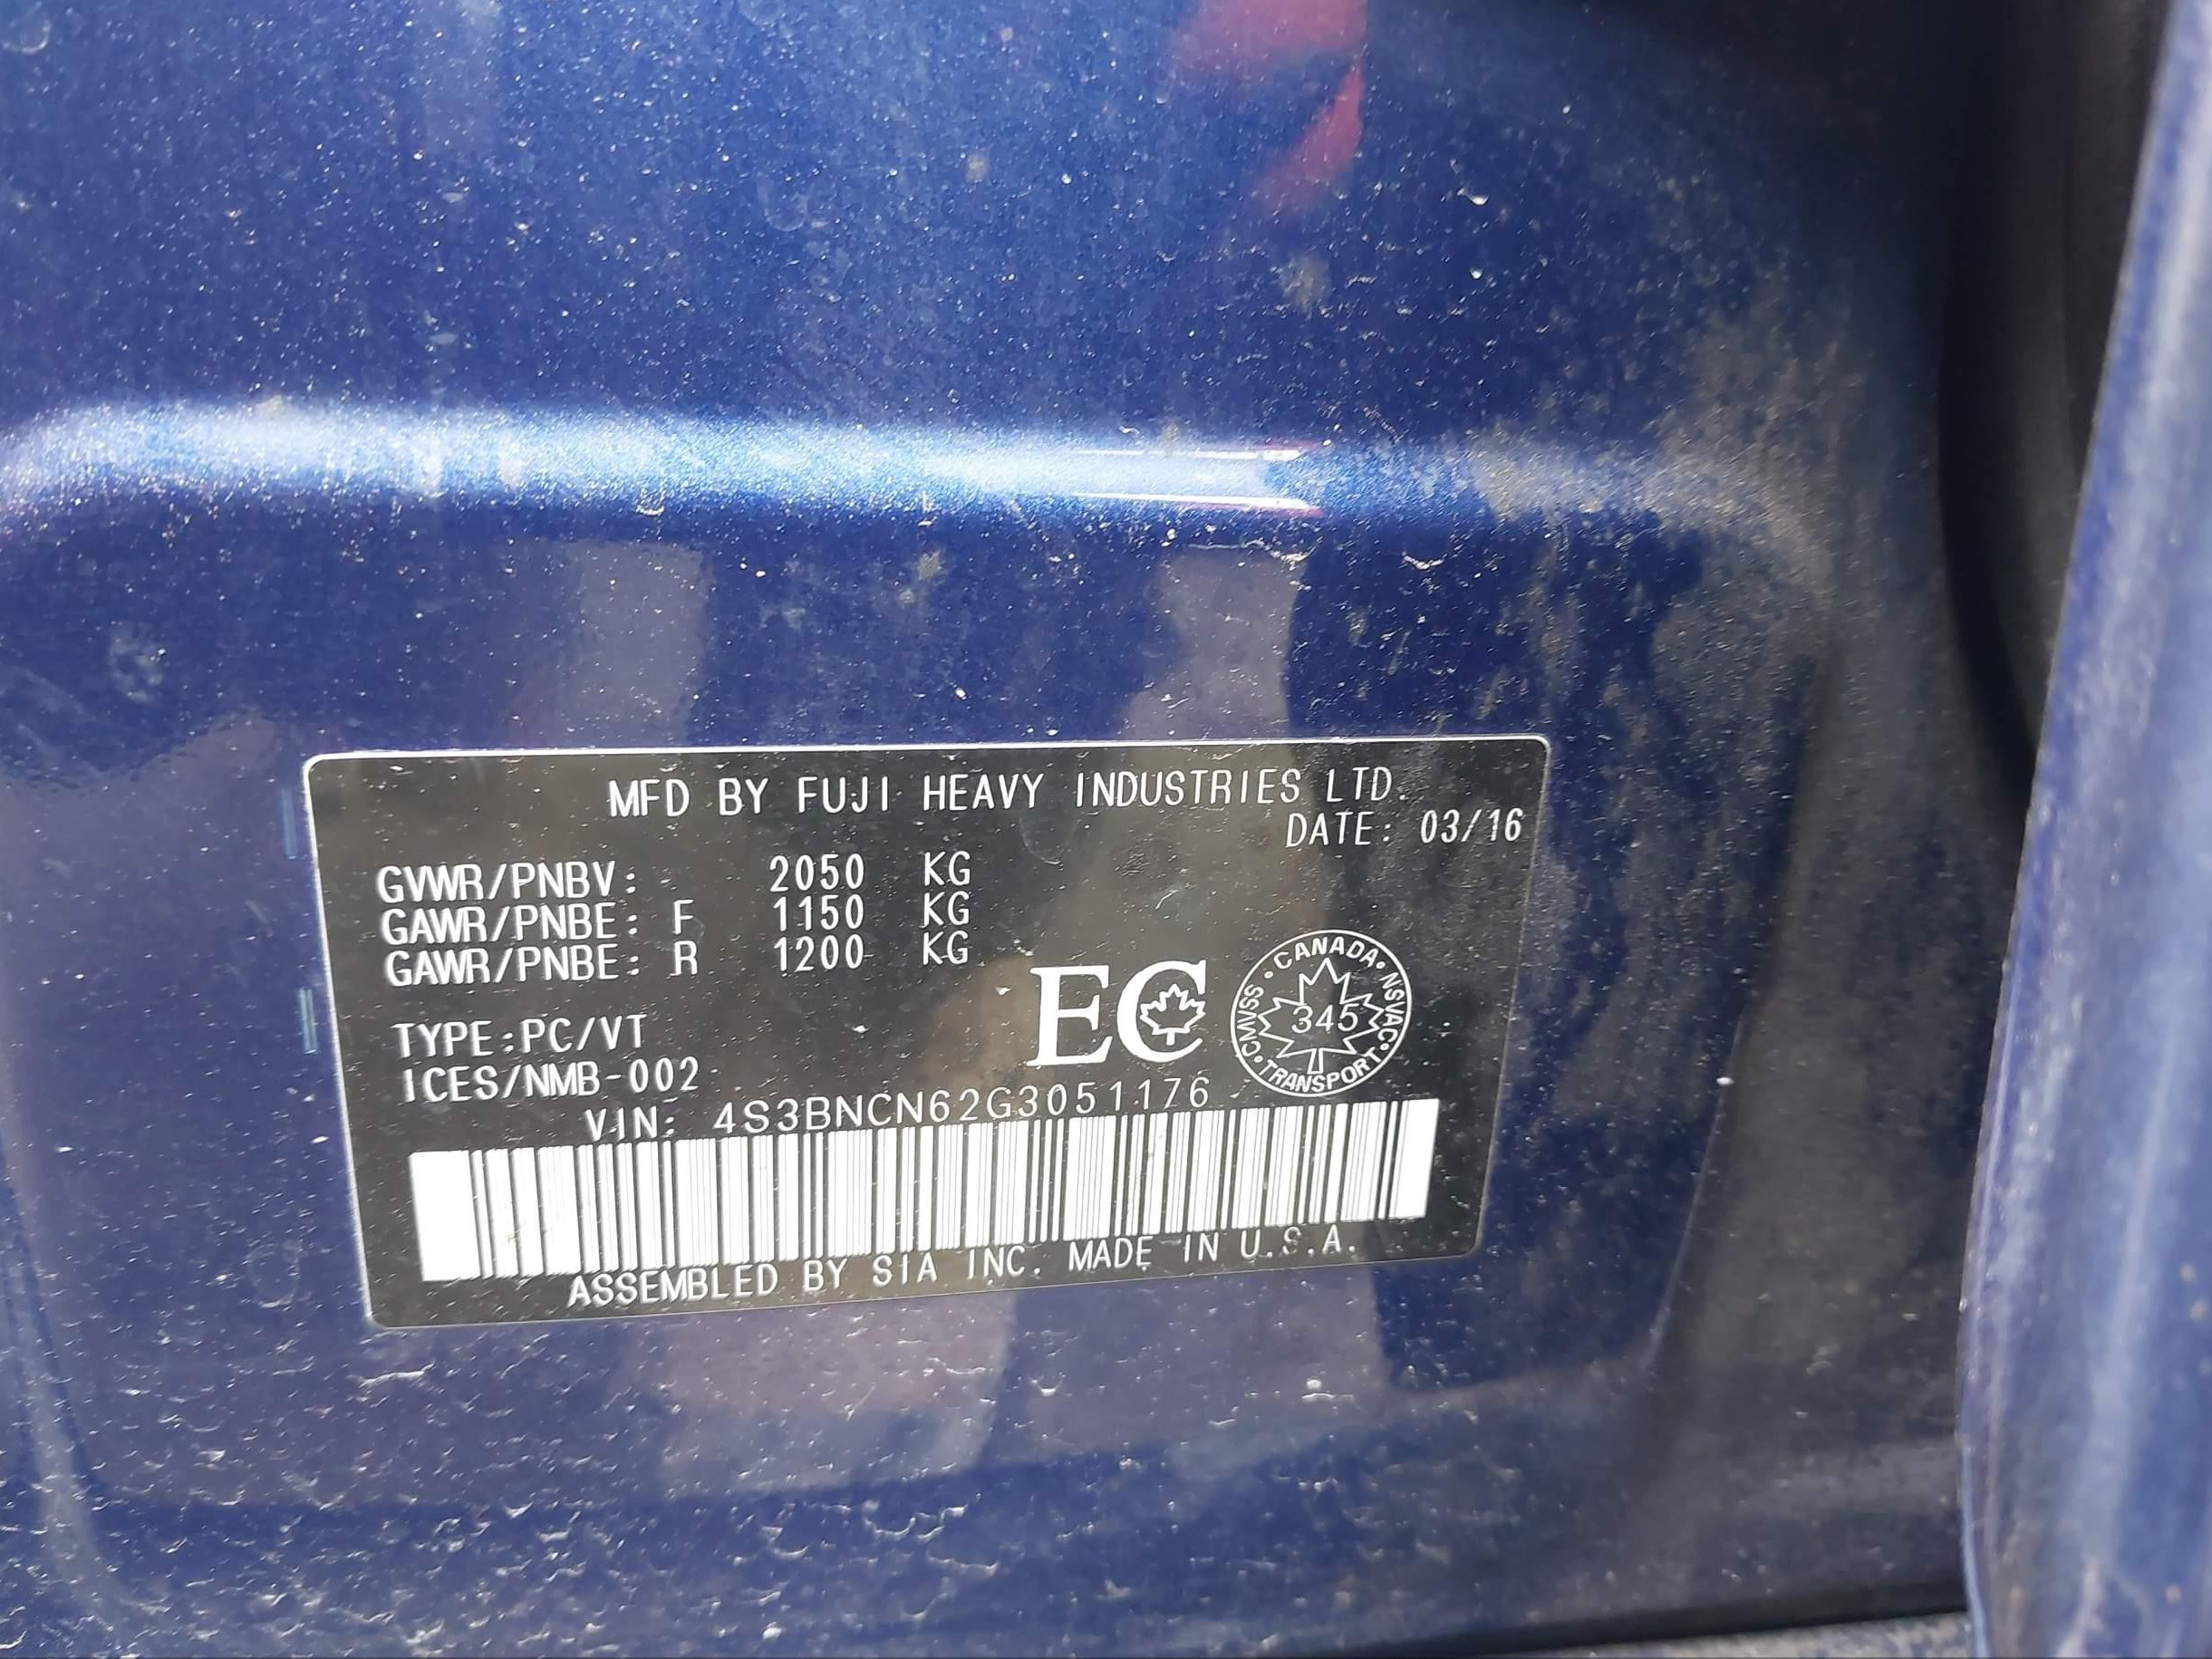 MFD BY FUJI HEAVY INDUSTRIES LTD.
DATE: 03/16
GVWR/PNBV: 2050 KG
GAWR/PNBE: F 1150 KG
GAWR/PNBE: R 1200 KG
TYPE:PC/VT
ICES/NMB-002
EC
CANADA · NSVAC · TRANSPORT · CMVSS ·
345
VIN: 4S3BNCN62G3051176
ASSEMBLED BY SIA INC. MADE IN U.S.A.